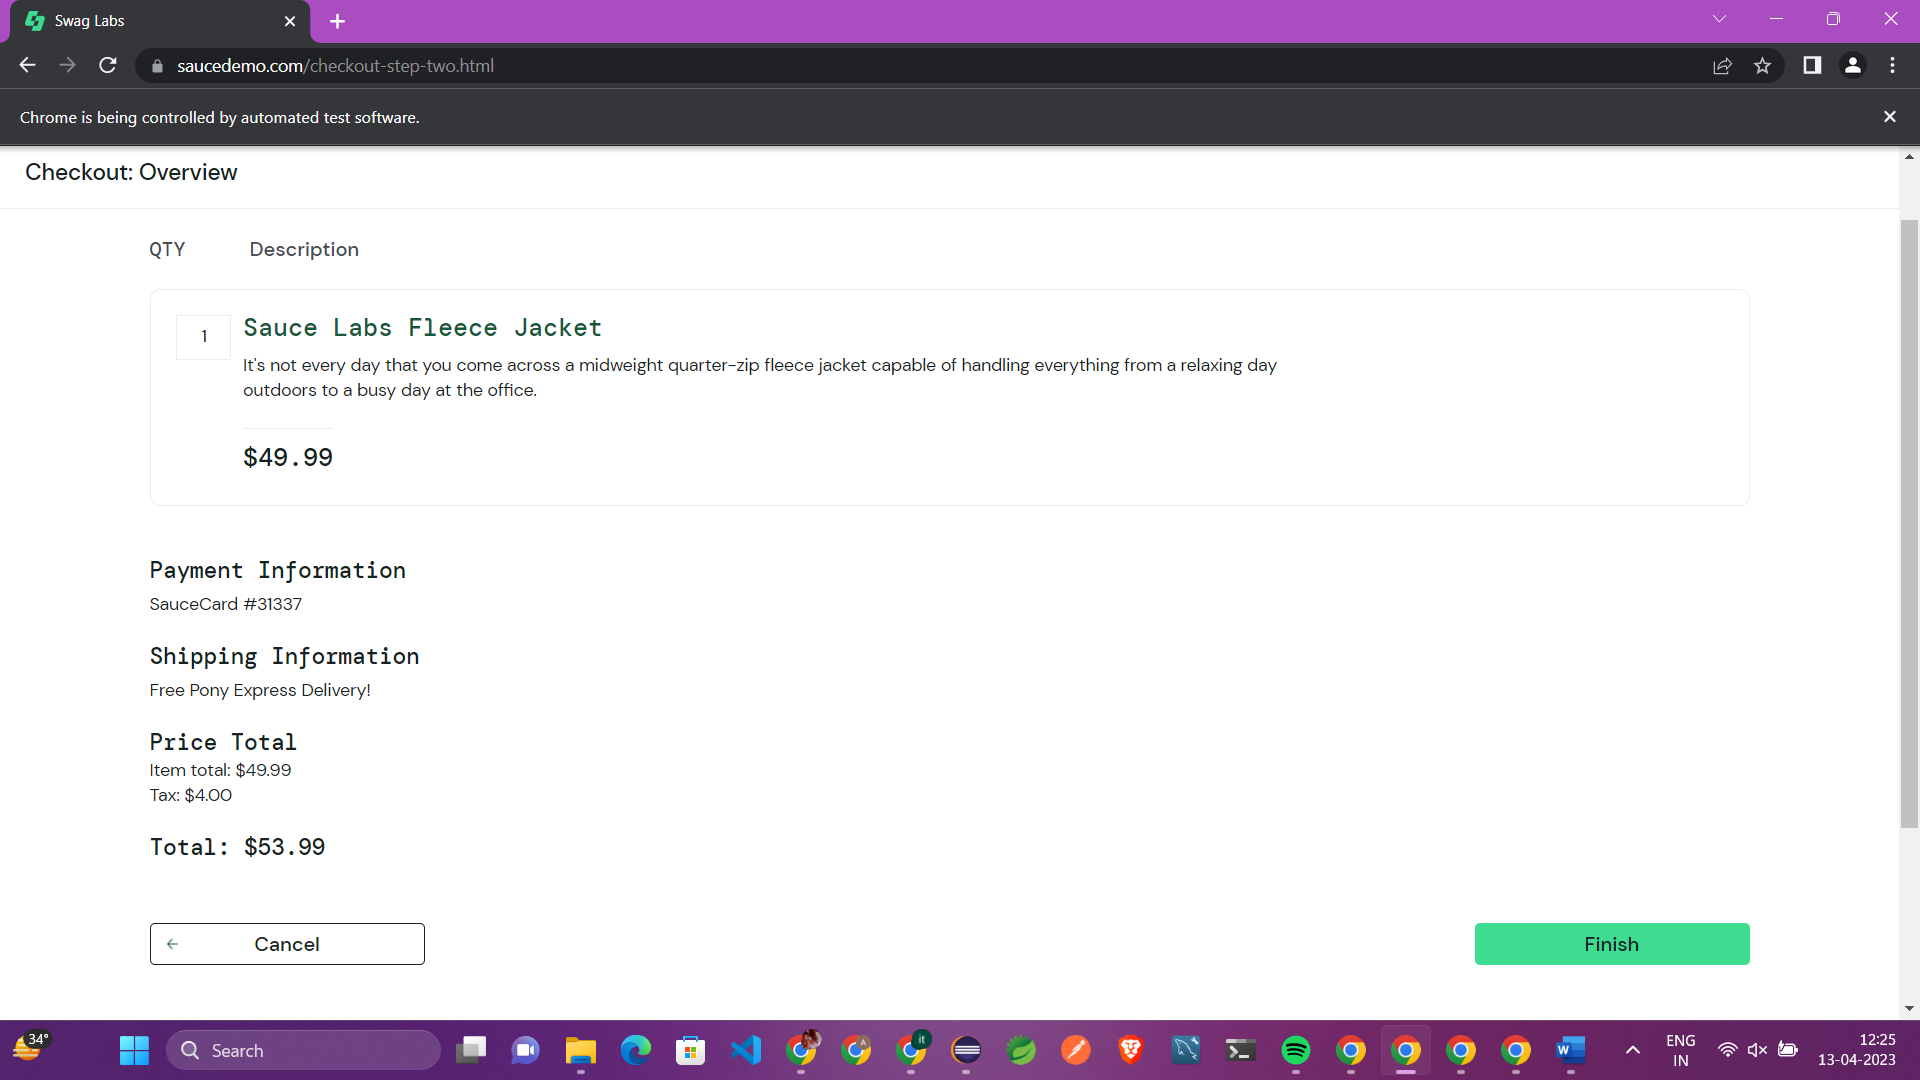 Swag Labs
saucedemo.com/checkout-step-two.html
Chrome is being controlled by automated test software.
Checkout: Overview
QTY Description
1 Sauce Labs Fleece Jacket
It's not every day that you come across a midweight quarter-zip fleece jacket capable of handling everything from a relaxing day
outdoors to a busy day at the office.
$49.99
Payment Information
SauceCard #31337
Shipping Information
Free Pony Express Delivery!
Price Total
Item total: $49.99
Tax: $4.00
Total: $53.99
Cancel Finish
34°
Search
A
it
W
ENG
IN
12:25
13-04-2023